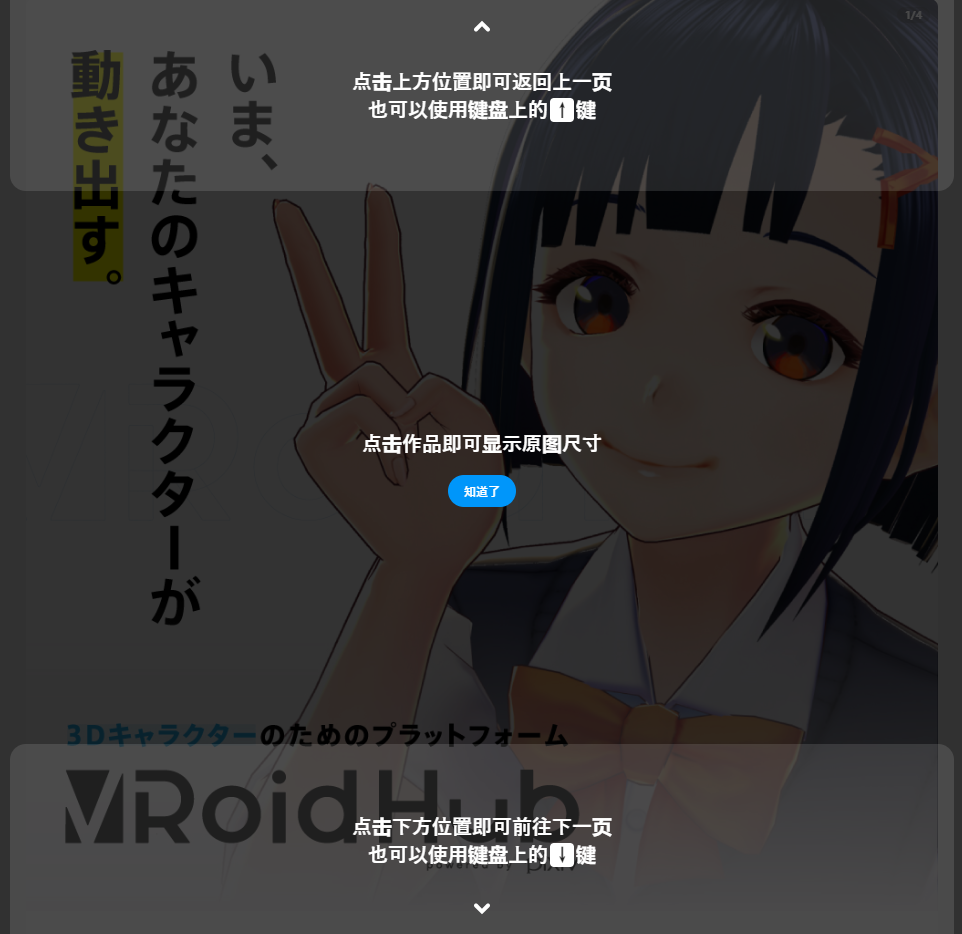 1/4
点击上方位置即可返回上一页
也可以使用键盘上的↑键
いま、
あなたのキャラクターが
動き出す。
点击作品即可显示原图尺寸
知道了
3Dキャラクターのためのプラットフォーム
VRoid Hub
点击下方位置即可前往下一页
也可以使用键盘上的↓键